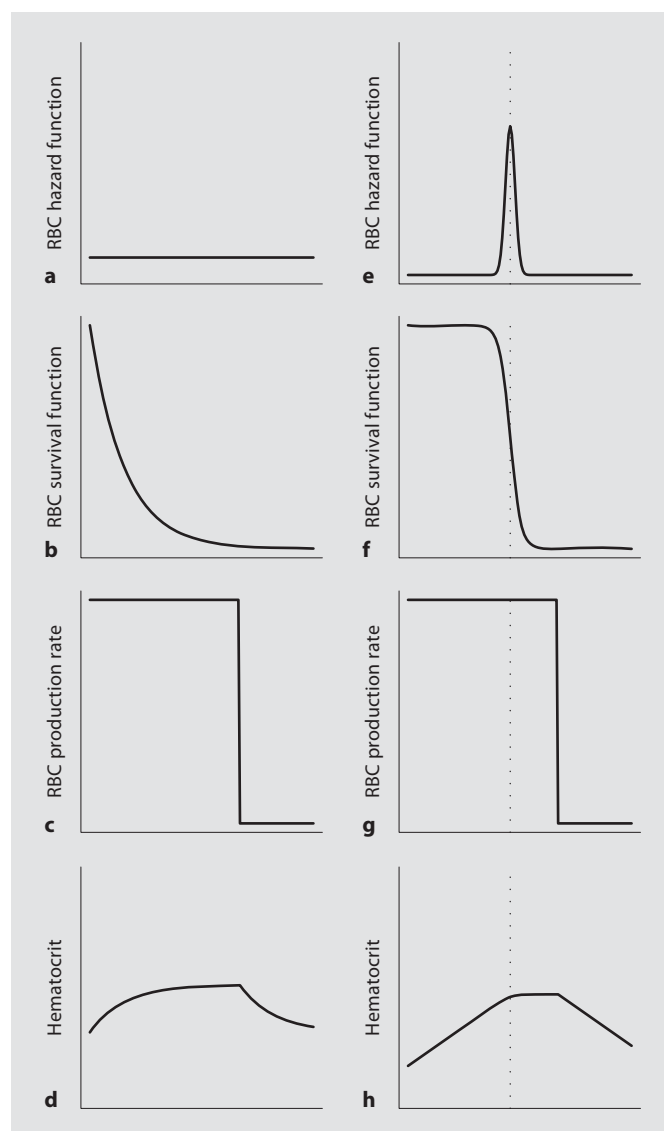 RBC hazard function
a
RBC survival function
b
RBC production rate
c
Hematocrit
d
RBC hazard function
e
RBC survival function
f
RBC production rate
g
Hematocrit
h